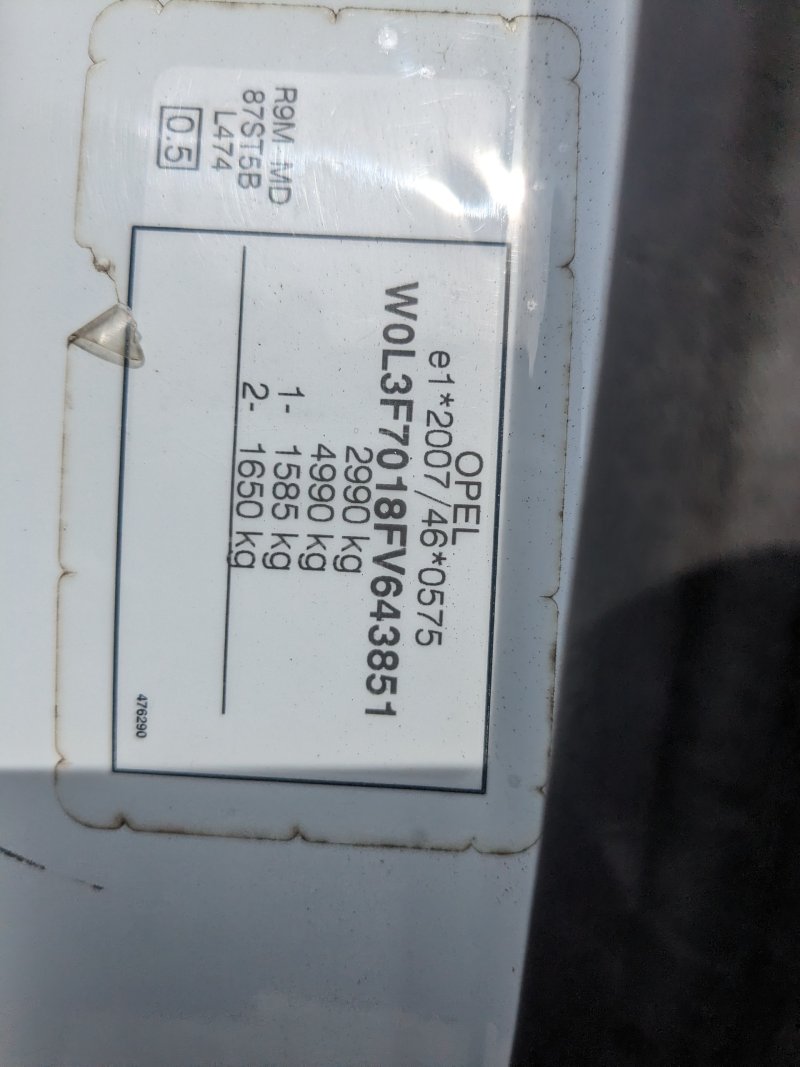 OPEL
e1*2007/46*0575
W0L3F7018FV643851
2990 kg
4990 kg
1- 1585 kg
2- 1650 kg
476290
R9M-MD
87ST5B
L474
0.5